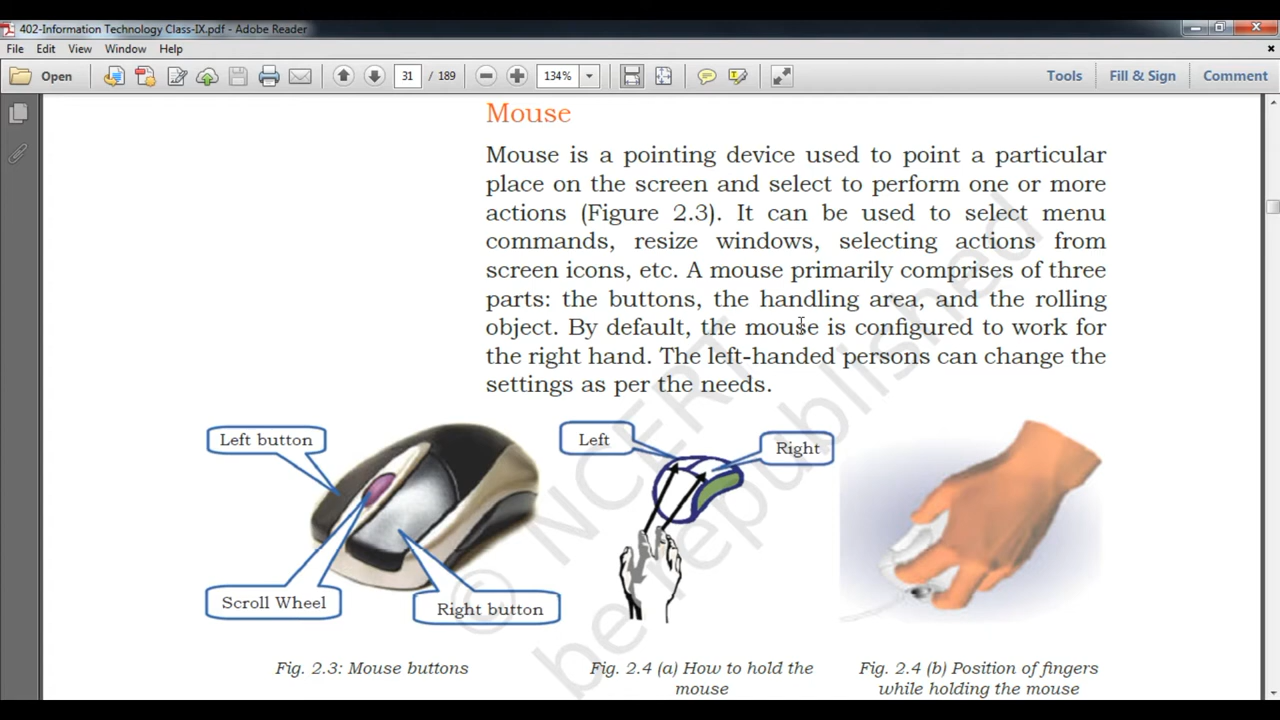 402-Information Technology Class-IX.pdf - Adobe Reader
File Edit View Window Help
Open 31 / 189 134% Tools Fill & Sign Comment
Mouse
Mouse is a pointing device used to point a particular
place on the screen and select to perform one or more
actions (Figure 2.3). It can be used to select menu
commands, resize windows, selecting actions from
screen icons, etc. A mouse primarily comprises of three
parts: the buttons, the handling area, and the rolling
object. By default, the mouse is configured to work for
the right hand. The left-handed persons can change the
settings as per the needs.
Left button
Scroll Wheel
Right button
Left
Right
Fig. 2.3: Mouse buttons
Fig. 2.4 (a) How to hold the
mouse
Fig. 2.4 (b) Position of fingers
while holding the mouse
© NCERT
be republished